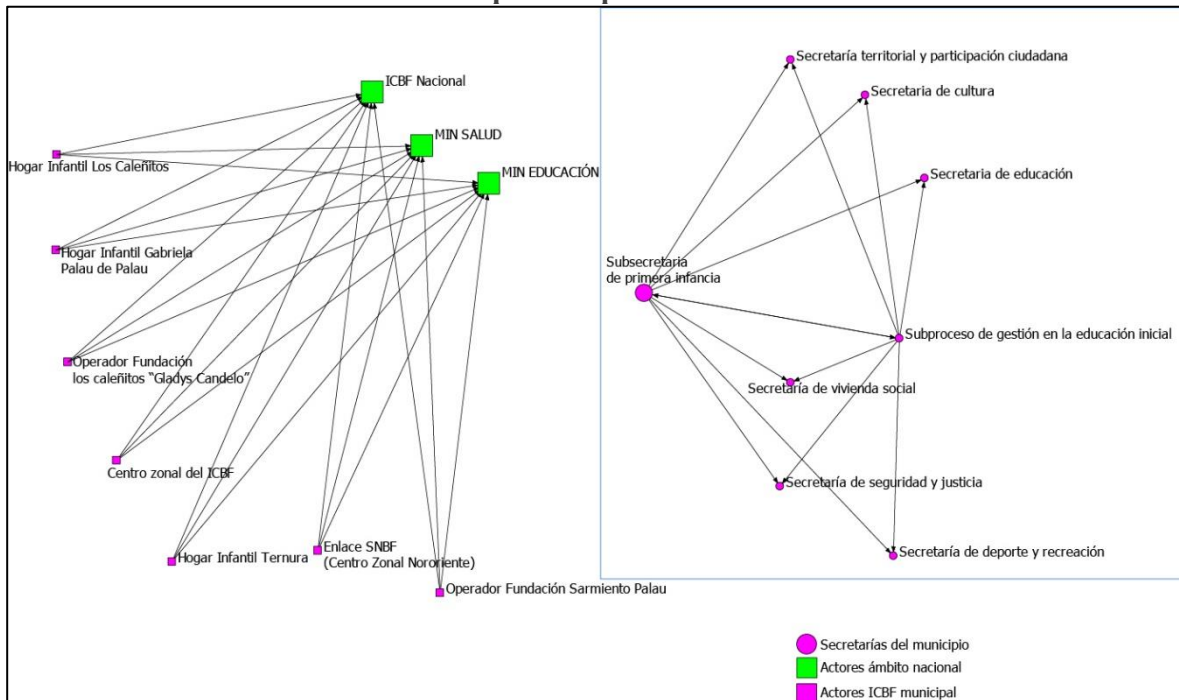 ICBF Nacional
MIN SALUD
MIN EDUCACIÓN
Hogar Infantil Los Caleñitos
Hogar Infantil Gabriela
Palau de Palau
Operador Fundación
los caleñitos “Gladys Candelo”
Centro zonal del ICBF
Hogar Infantil Ternura
Enlace SNBF
(Centro Zonal Nororiente)
Operador Fundación Sarmiento Palau
Secretaría territorial y participación ciudadana
Secretaria de cultura
Secretaria de educación
Subsecretaria
de primera infancia
Subproceso de gestión en la educación inicial
Secretaría de vivienda social
Secretaría de seguridad y justicia
Secretaría de deporte y recreación
Secretarías del municipio
Actores ámbito nacional
Actores ICBF municipal